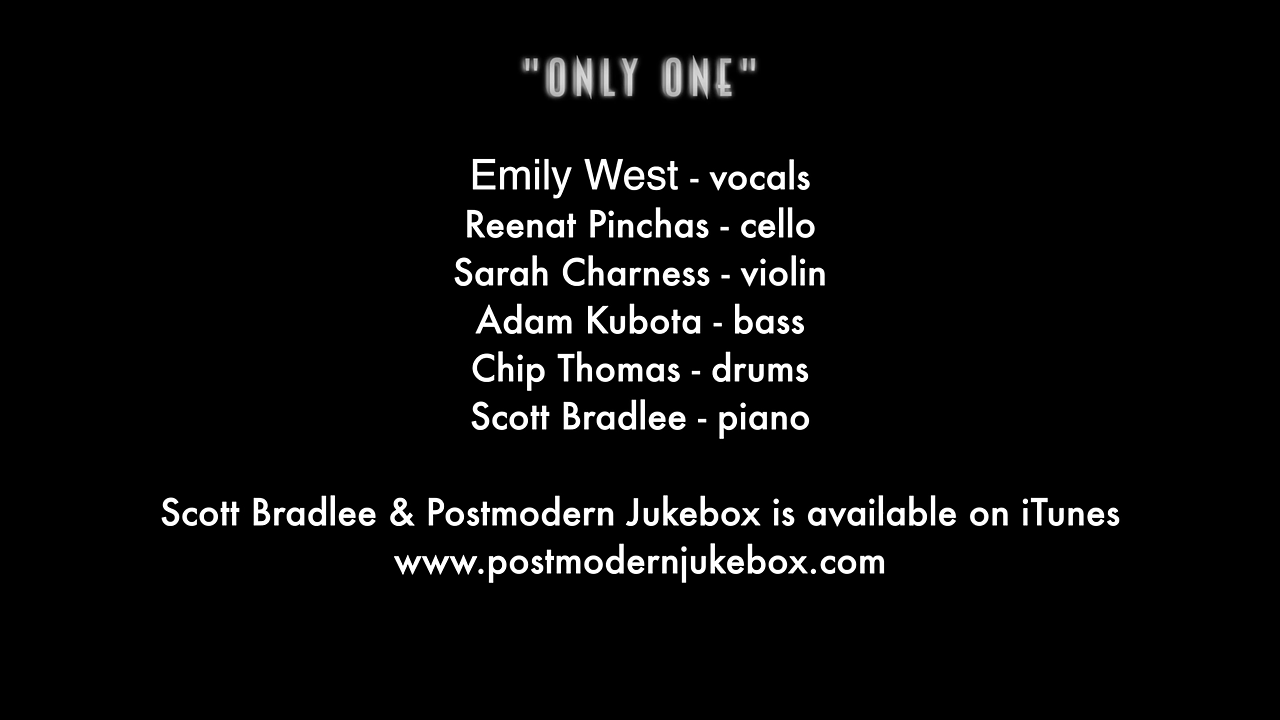 "ONLY ONE"
Emily West - vocals
Reenat Pinchas - cello
Sarah Charness - violin
Adam Kubota - bass
Chip Thomas - drums
Scott Bradlee - piano
Scott Bradlee & Postmodern Jukebox is available on iTunes
www.postmodernjukebox.com